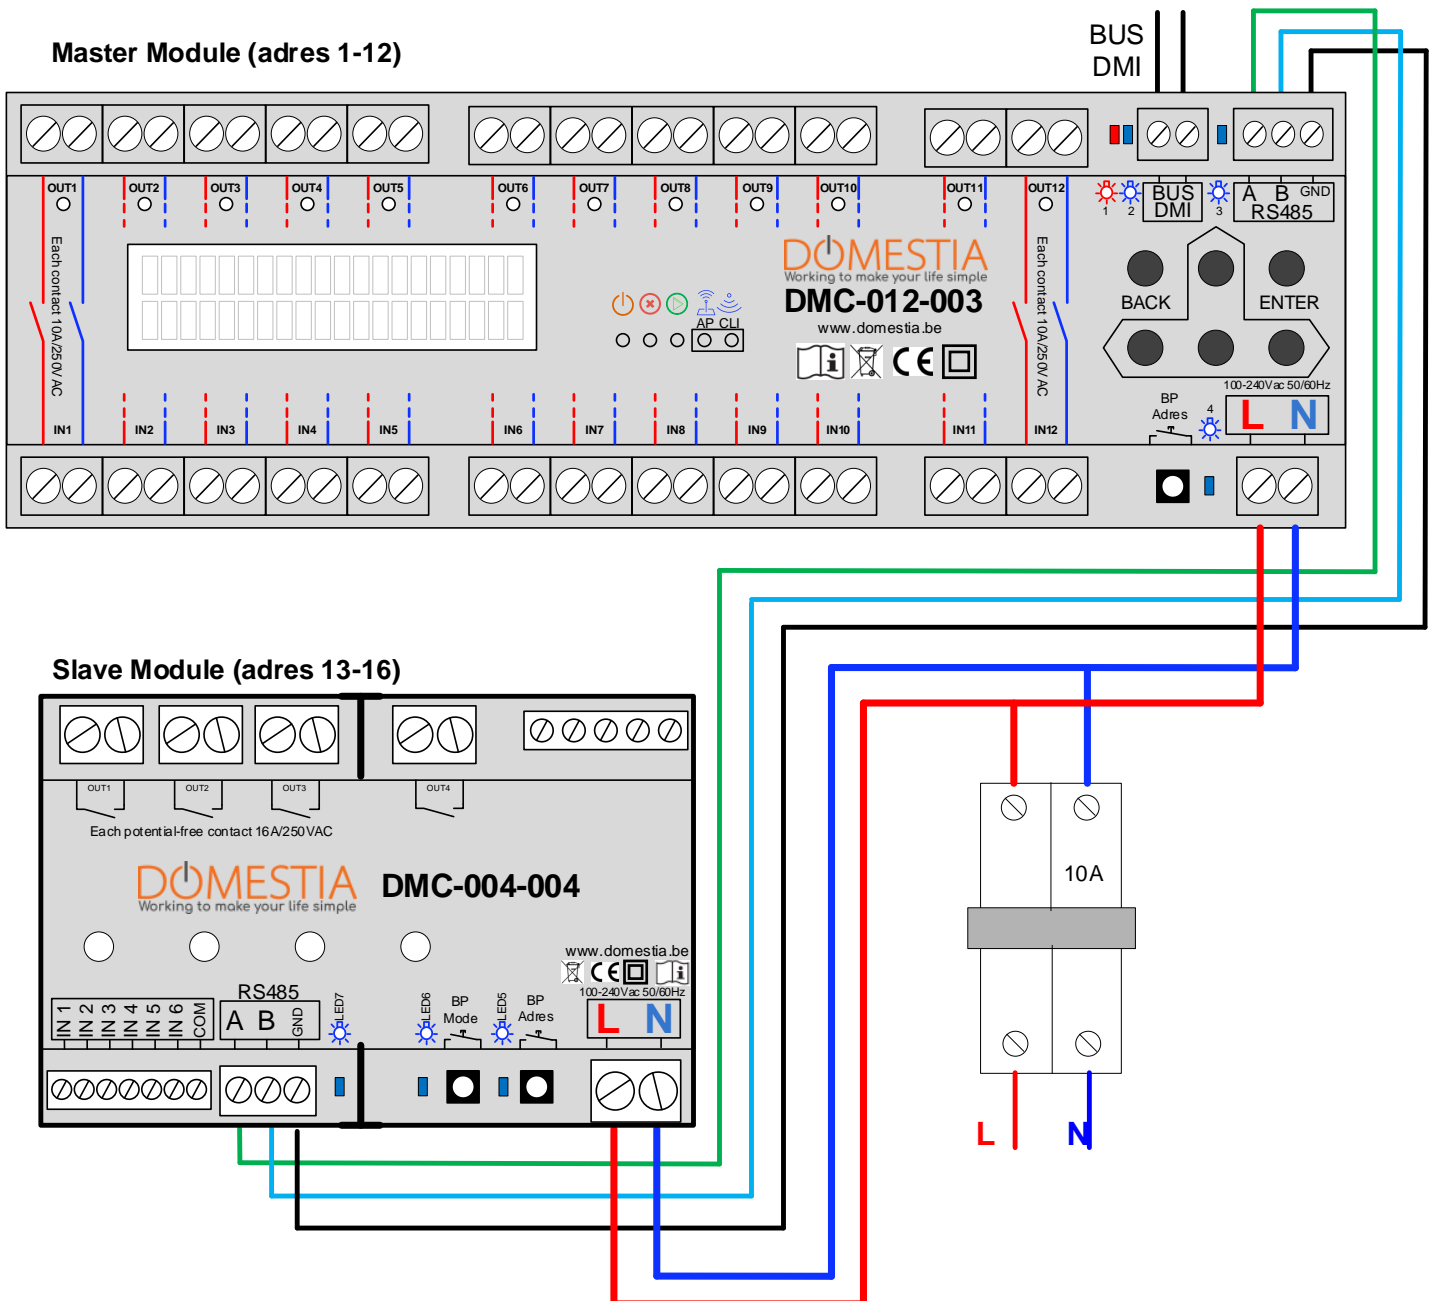 Master Module (adres 1-12)
BUS
DMI
OUT1 OUT2 OUT3 OUT4 OUT5 OUT6 OUT7 OUT8 OUT9 OUT10 OUT11 OUT12
1 2 BUS
DMI
3 A B GND
RS485
Each contact 10A/250V AC
DOMESTIA
Working to make your life simple
DMC-012-003
www.domestia.be
AP CLI
i CE
Each contact 10A/250V AC
BACK ENTER
100-240Vac 50/60Hz
BP
Adres
4
L N
IN1 IN2 IN3 IN4 IN5 IN6 IN7 IN8 IN9 IN10 IN11 IN12
Slave Module (adres 13-16)
OUT1 OUT2 OUT3 OUT4
Each potential-free contact 16A/250VAC
DOMESTIA
Working to make your life simple
DMC-004-004
www.domestia.be
CE i
100-240Vac 50/60Hz
L N
IN 1
IN 2
IN 3
IN 4
IN 5
IN 6
COM
RS485
A B GND
LED7
LED6
BP
Mode
LED5
BP
Adres
10A
L N